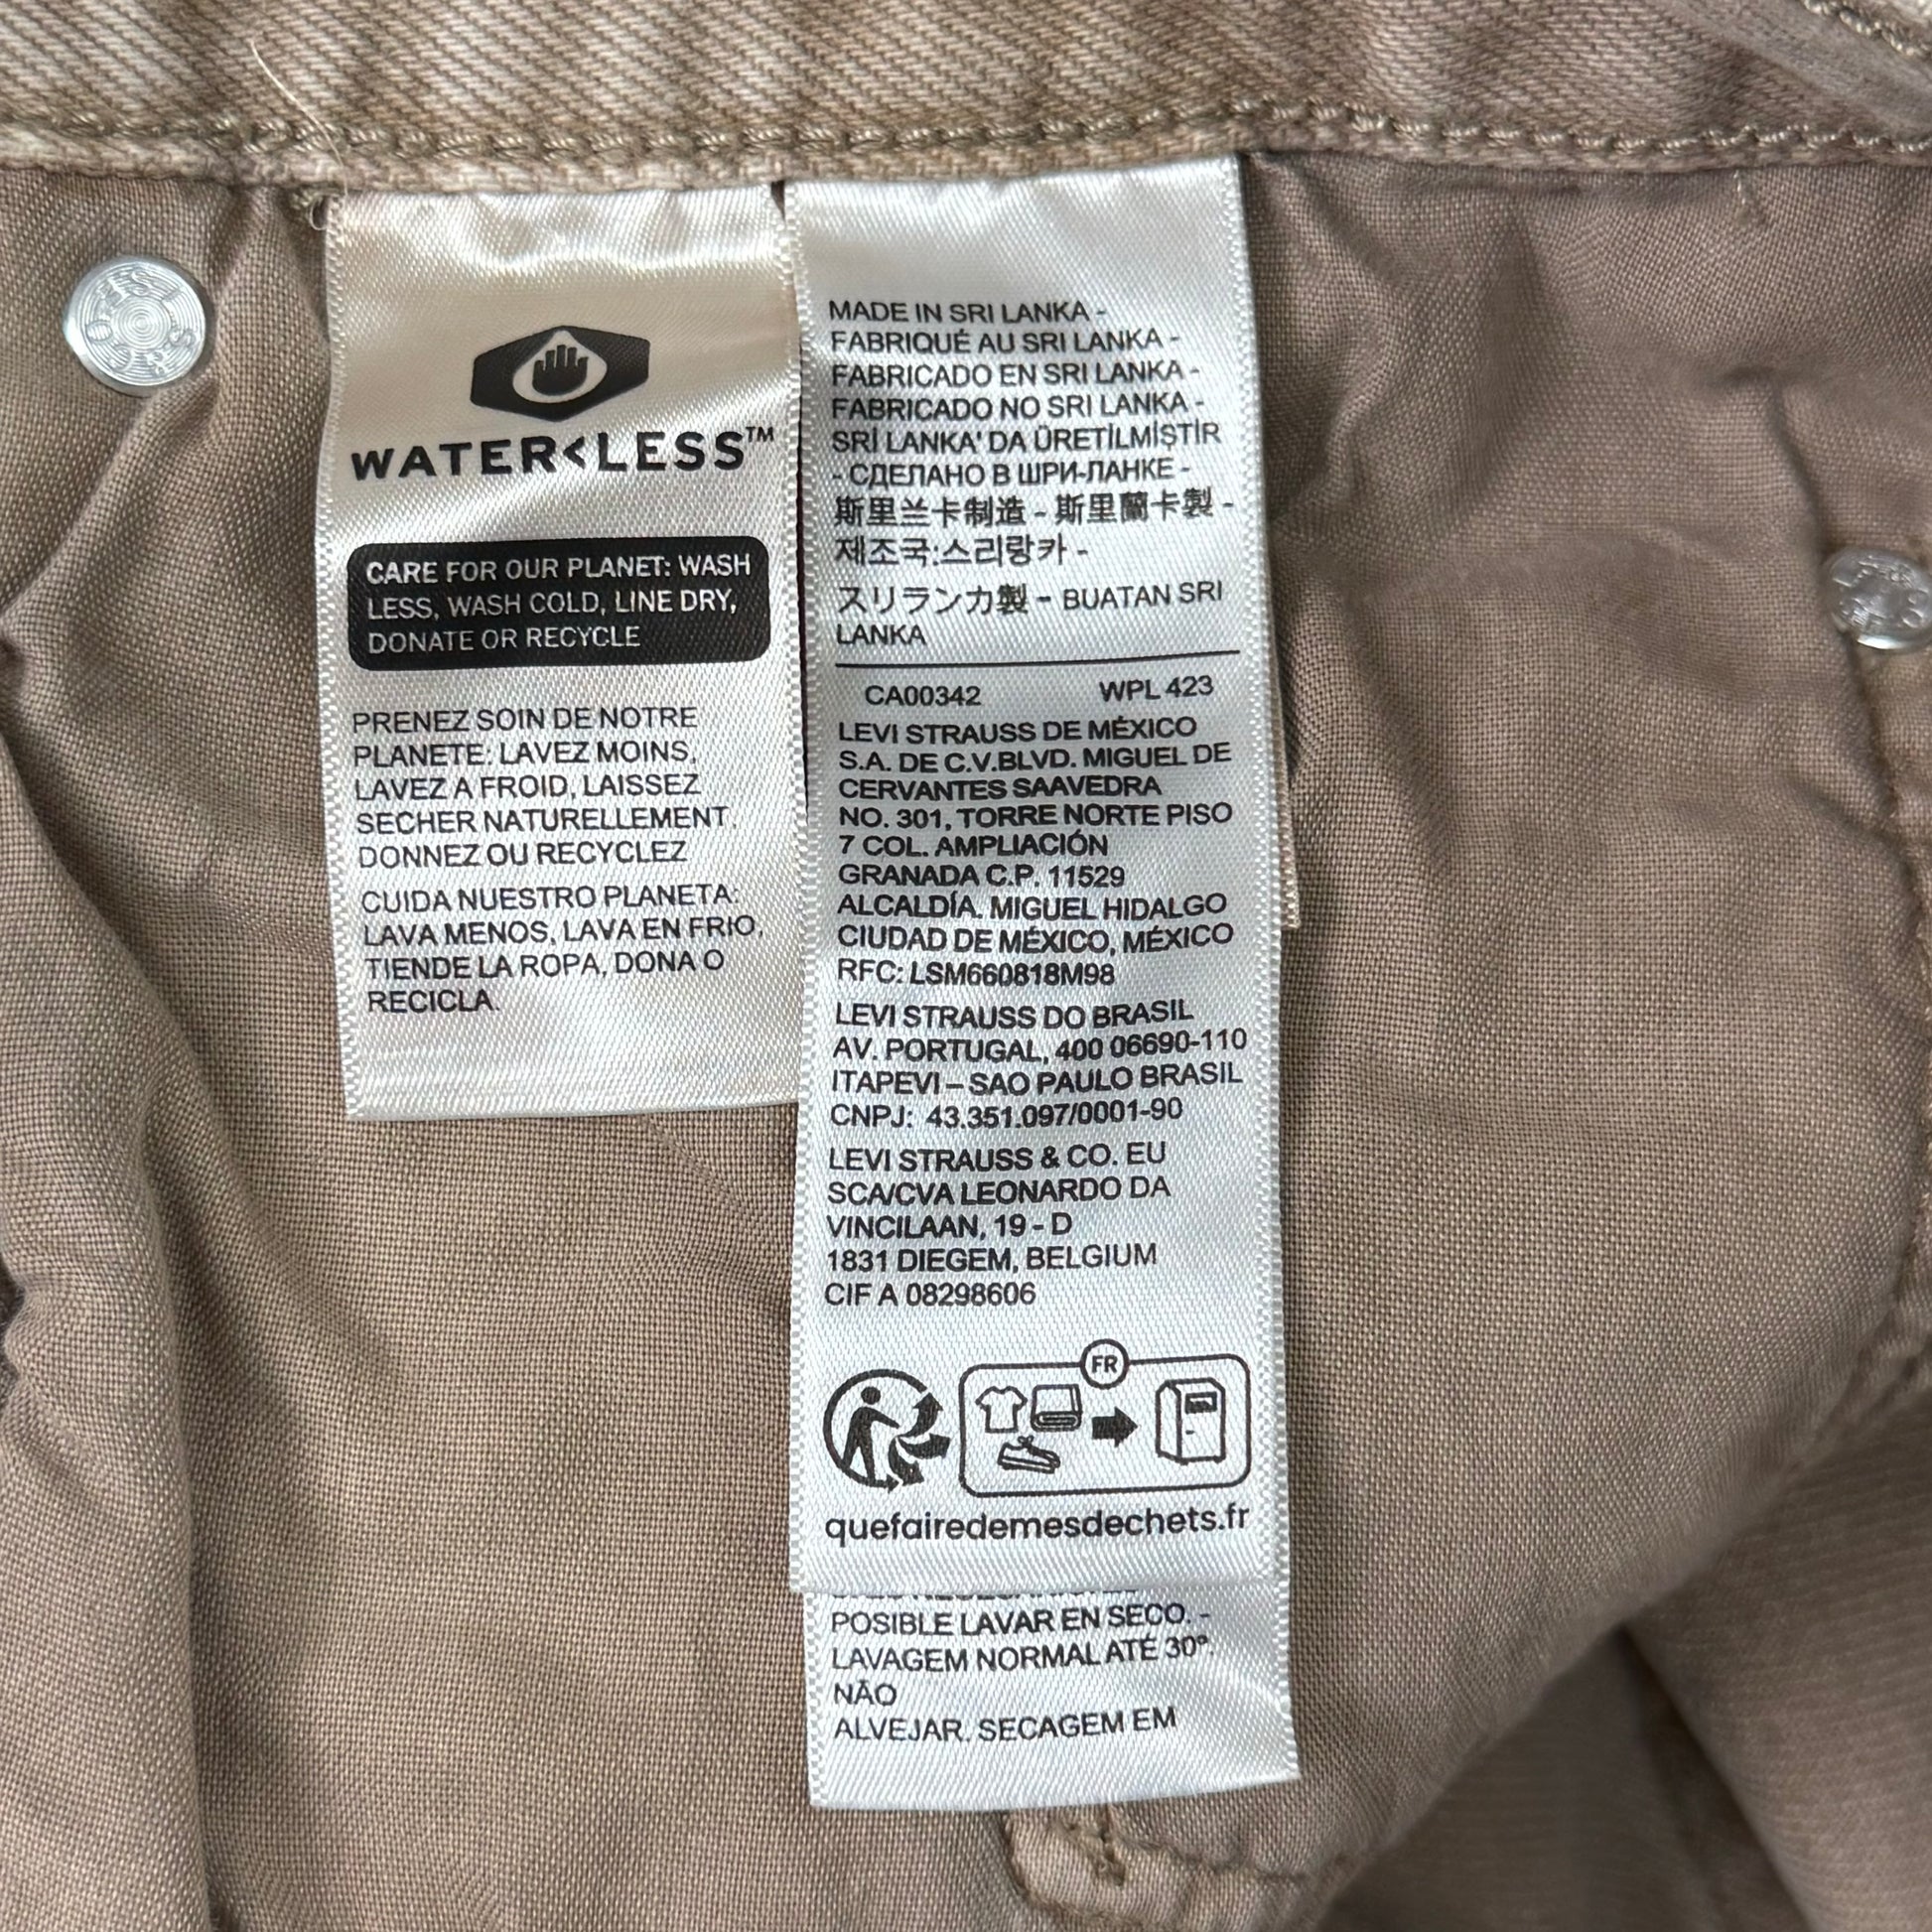 WATER<LESS™
CARE FOR OUR PLANET: WASH
LESS, WASH COLD, LINE DRY,
DONATE OR RECYCLE
PRENEZ SOIN DE NOTRE
PLANETE: LAVEZ MOINS,
LAVEZ A FROID, LAISSEZ
SECHER NATURELLEMENT,
DONNEZ OU RECYCLEZ
CUIDA NUESTRO PLANETA:
LAVA MENOS, LAVA EN FRIO,
TIENDE LA ROPA, DONA O
RECICLA.
MADE IN SRI LANKA -
FABRIQUÉ AU SRI LANKA -
FABRICADO EN SRI LANKA -
FABRICADO NO SRI LANKA -
SRİ LANKA' DA ÜRETİLMİŞTİR
- СДЕЛАНО В ШРИ-ЛАНКЕ -
斯里兰卡制造 - 斯里蘭卡製 -
제조국:스리랑카 -
スリランカ製 - BUATAN SRI
LANKA
CA00342 WPL 423
LEVI STRAUSS DE MÉXICO
S.A. DE C.V.BLVD. MIGUEL DE
CERVANTES SAAVEDRA
NO. 301, TORRE NORTE PISO
7 COL. AMPLIACIÓN
GRANADA C.P. 11529
ALCALDÍA. MIGUEL HIDALGO
CIUDAD DE MÉXICO, MÉXICO
RFC: LSM660818M98
LEVI STRAUSS DO BRASIL
AV. PORTUGAL, 400 06690-110
ITAPEVI – SAO PAULO BRASIL
CNPJ: 43.351.097/0001-90
LEVI STRAUSS & CO. EU
SCA/CVA LEONARDO DA
VINCILAAN, 19 - D
1831 DIEGEM, BELGIUM
CIF A 08298606
FR
quefairedemesdechets.fr
POSIBLE LAVAR EN SECO. -
LAVAGEM NORMAL ATÉ 30º.
NÃO
ALVEJAR. SECAGEM EM